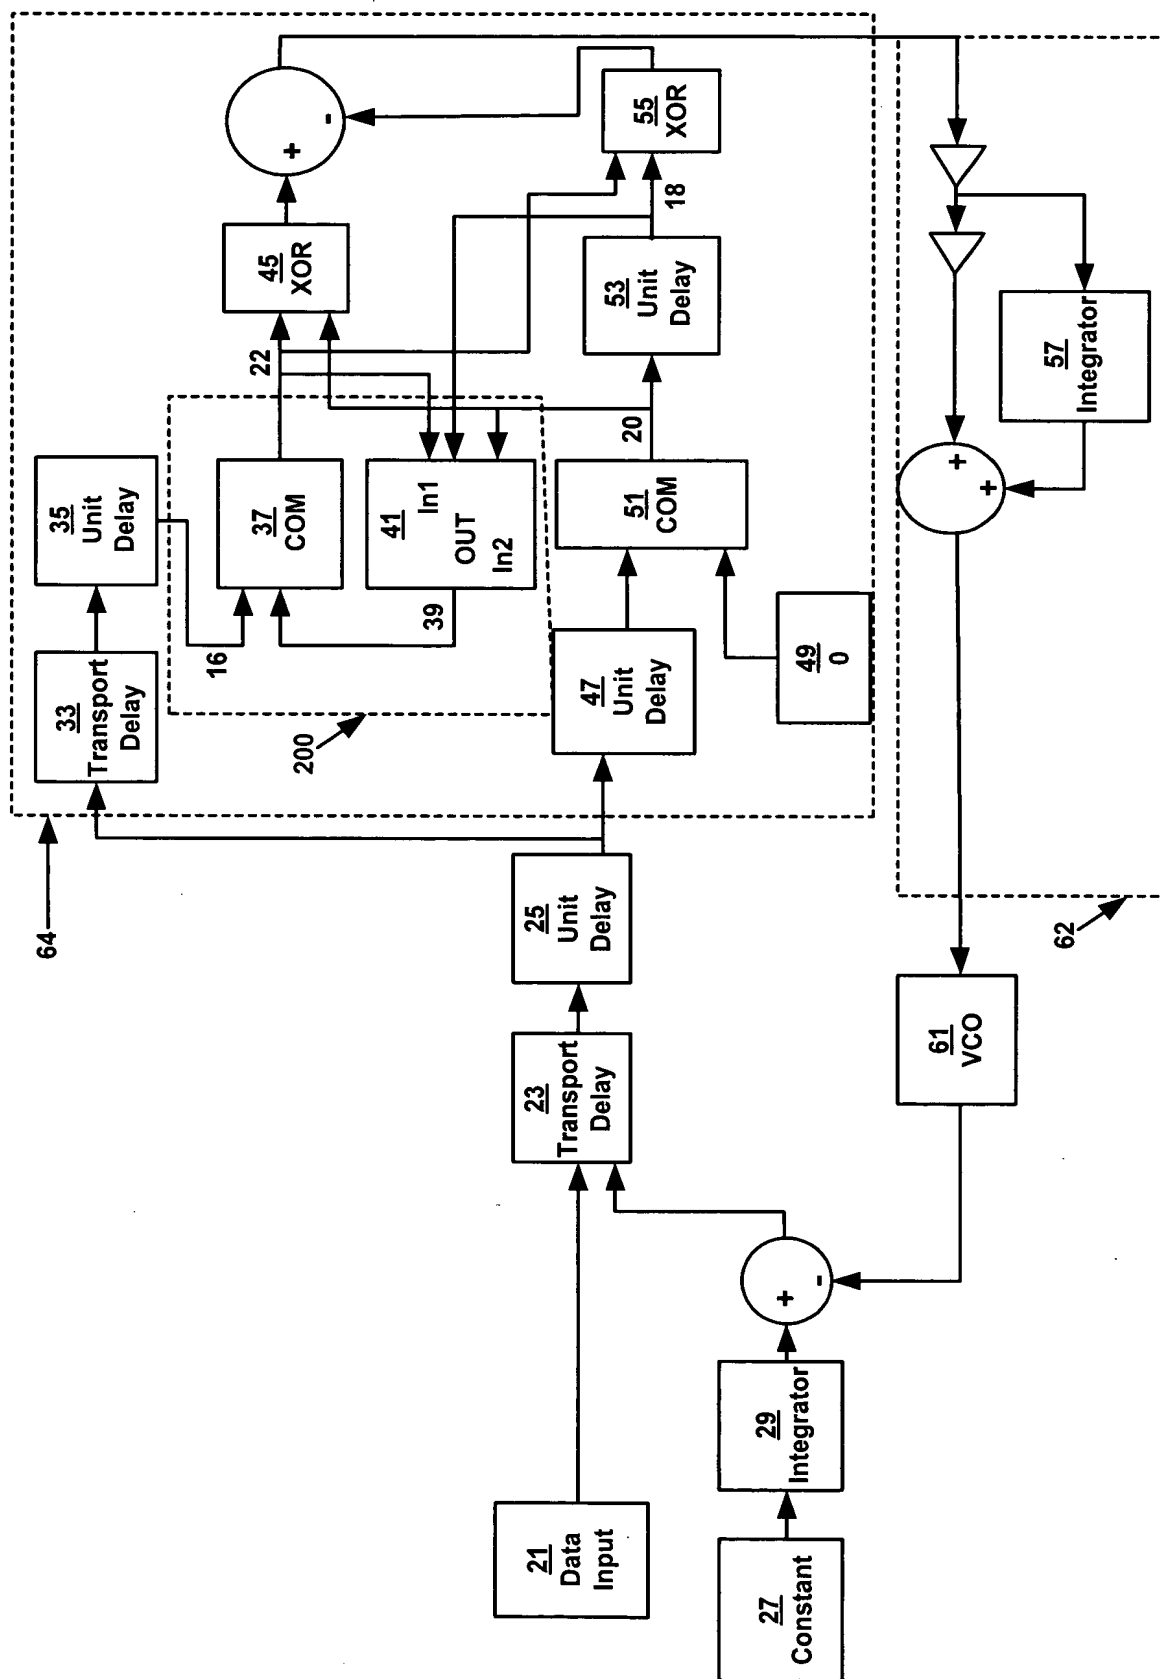 64
33
Transport
Delay
35
Unit
Delay
16
200
37
COM
22
45
XOR
+
-
39
41
In1
OUT
In2
21
Data
Input
23
Transport
Delay
25
Unit
Delay
47
Unit
Delay
51
COM
20
53
Unit
Delay
18
55
XOR
49
0
27
Constant
29
Integrator
+
-
61
VCO
62
+
+
57
Integrator